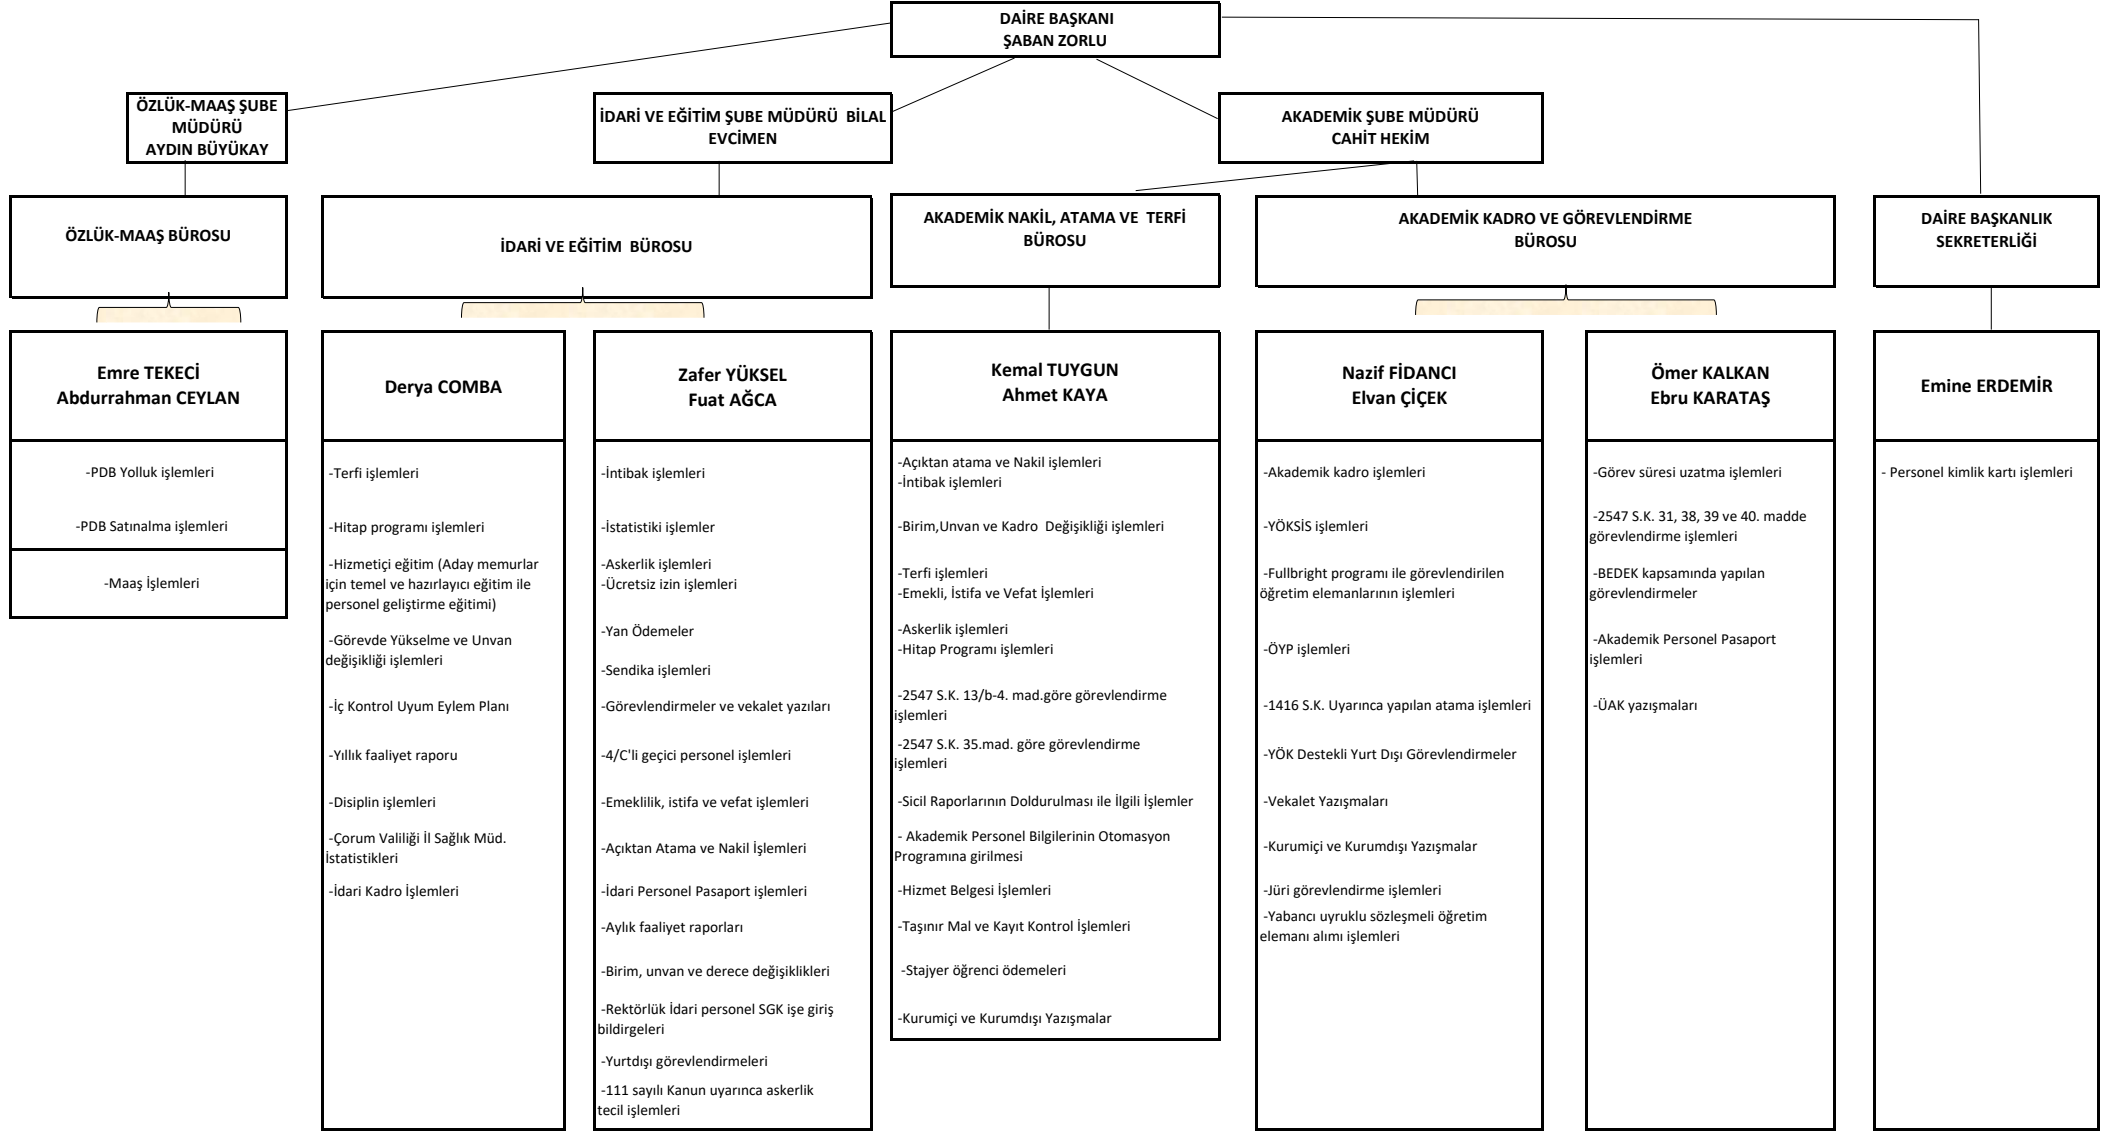 DAİRE BAŞKANI
ŞABAN ZORLU
ÖZLÜK-MAAŞ ŞUBE
MÜDÜRÜ
AYDIN BÜYÜKAY
İDARİ VE EĞİTİM ŞUBE MÜDÜRÜ  BİLAL
EVCİMEN
AKADEMİK ŞUBE MÜDÜRÜ
CAHİT HEKİM
ÖZLÜK-MAAŞ BÜROSU
İDARİ VE EĞİTİM  BÜROSU
AKADEMİK NAKİL, ATAMA VE  TERFİ
BÜROSU
AKADEMİK KADRO VE GÖREVLENDİRME
BÜROSU
DAİRE BAŞKANLIK
SEKRETERLİĞİ
Emre TEKECİ
Abdurrahman CEYLAN
-PDB Yolluk işlemleri
-PDB Satınalma işlemleri
-Maaş İşlemleri
Derya COMBA
-Terfi işlemleri
-Hitap programı işlemleri
-Hizmetiçi eğitim (Aday memurlar
için temel ve hazırlayıcı eğitim ile
personel geliştirme eğitimi)
-Görevde Yükselme ve Unvan
değişikliği işlemleri
-İç Kontrol Uyum Eylem Planı
-Yıllık faaliyet raporu
-Disiplin işlemleri
-Çorum Valiliği İl Sağlık Müd.
İstatistikleri
-İdari Kadro İşlemleri
Zafer YÜKSEL
Fuat AĞCA
-İntibak işlemleri
-İstatistiki işlemler
-Askerlik işlemleri
-Ücretsiz izin işlemleri
-Yan Ödemeler
-Sendika işlemleri
-Görevlendirmeler ve vekalet yazıları
-4/C'li geçici personel işlemleri
-Emeklilik, istifa ve vefat işlemleri
-Açıktan Atama ve Nakil İşlemleri
-İdari Personel Pasaport işlemleri
-Aylık faaliyet raporları
-Birim, unvan ve derece değişiklikleri
-Rektörlük İdari personel SGK işe giriş
bildirgeleri
-Yurtdışı görevlendirmeleri
-111 sayılı Kanun uyarınca askerlik
tecil işlemleri
Kemal TUYGUN
Ahmet KAYA
-Açıktan atama ve Nakil işlemleri
-İntibak işlemleri
-Birim,Unvan ve Kadro  Değişikliği işlemleri
-Terfi işlemleri
-Emekli, İstifa ve Vefat İşlemleri
-Askerlik işlemleri
-Hitap Programı işlemleri
-2547 S.K. 13/b-4. mad.göre görevlendirme
işlemleri
-2547 S.K. 35.mad. göre görevlendirme
işlemleri
-Sicil Raporlarının Doldurulması ile İlgili İşlemler
- Akademik Personel Bilgilerinin Otomasyon
Programına girilmesi
-Hizmet Belgesi İşlemleri
-Taşınır Mal ve Kayıt Kontrol İşlemleri
-Stajyer öğrenci ödemeleri
-Kurumiçi ve Kurumdışı Yazışmalar
Nazif FİDANCI
Elvan ÇİÇEK
-Akademik kadro işlemleri
-YÖKSİS işlemleri
-Fullbright programı ile görevlendirilen
öğretim elemanlarının işlemleri
-ÖYP işlemleri
-1416 S.K. Uyarınca yapılan atama işlemleri
-YÖK Destekli Yurt Dışı Görevlendirmeler
-Vekalet Yazışmaları
-Kurumiçi ve Kurumdışı Yazışmalar
-Jüri görevlendirme işlemleri
-Yabancı uyruklu sözleşmeli öğretim
elemanı alımı işlemleri
Ömer KALKAN
Ebru KARATAŞ
-Görev süresi uzatma işlemleri
-2547 S.K. 31, 38, 39 ve 40. madde
görevlendirme işlemleri
-BEDEK kapsamında yapılan
görevlendirmeler
-Akademik Personel Pasaport
işlemleri
-ÜAK yazışmaları
Emine ERDEMİR
- Personel kimlik kartı işlemleri